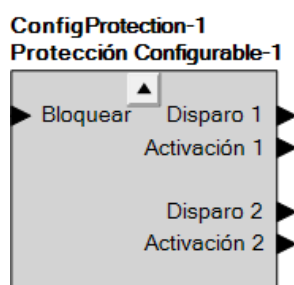 ConfigProtection-1
Protección Configurable-1
Bloquear Disparo 1
Activación 1
Disparo 2
Activación 2